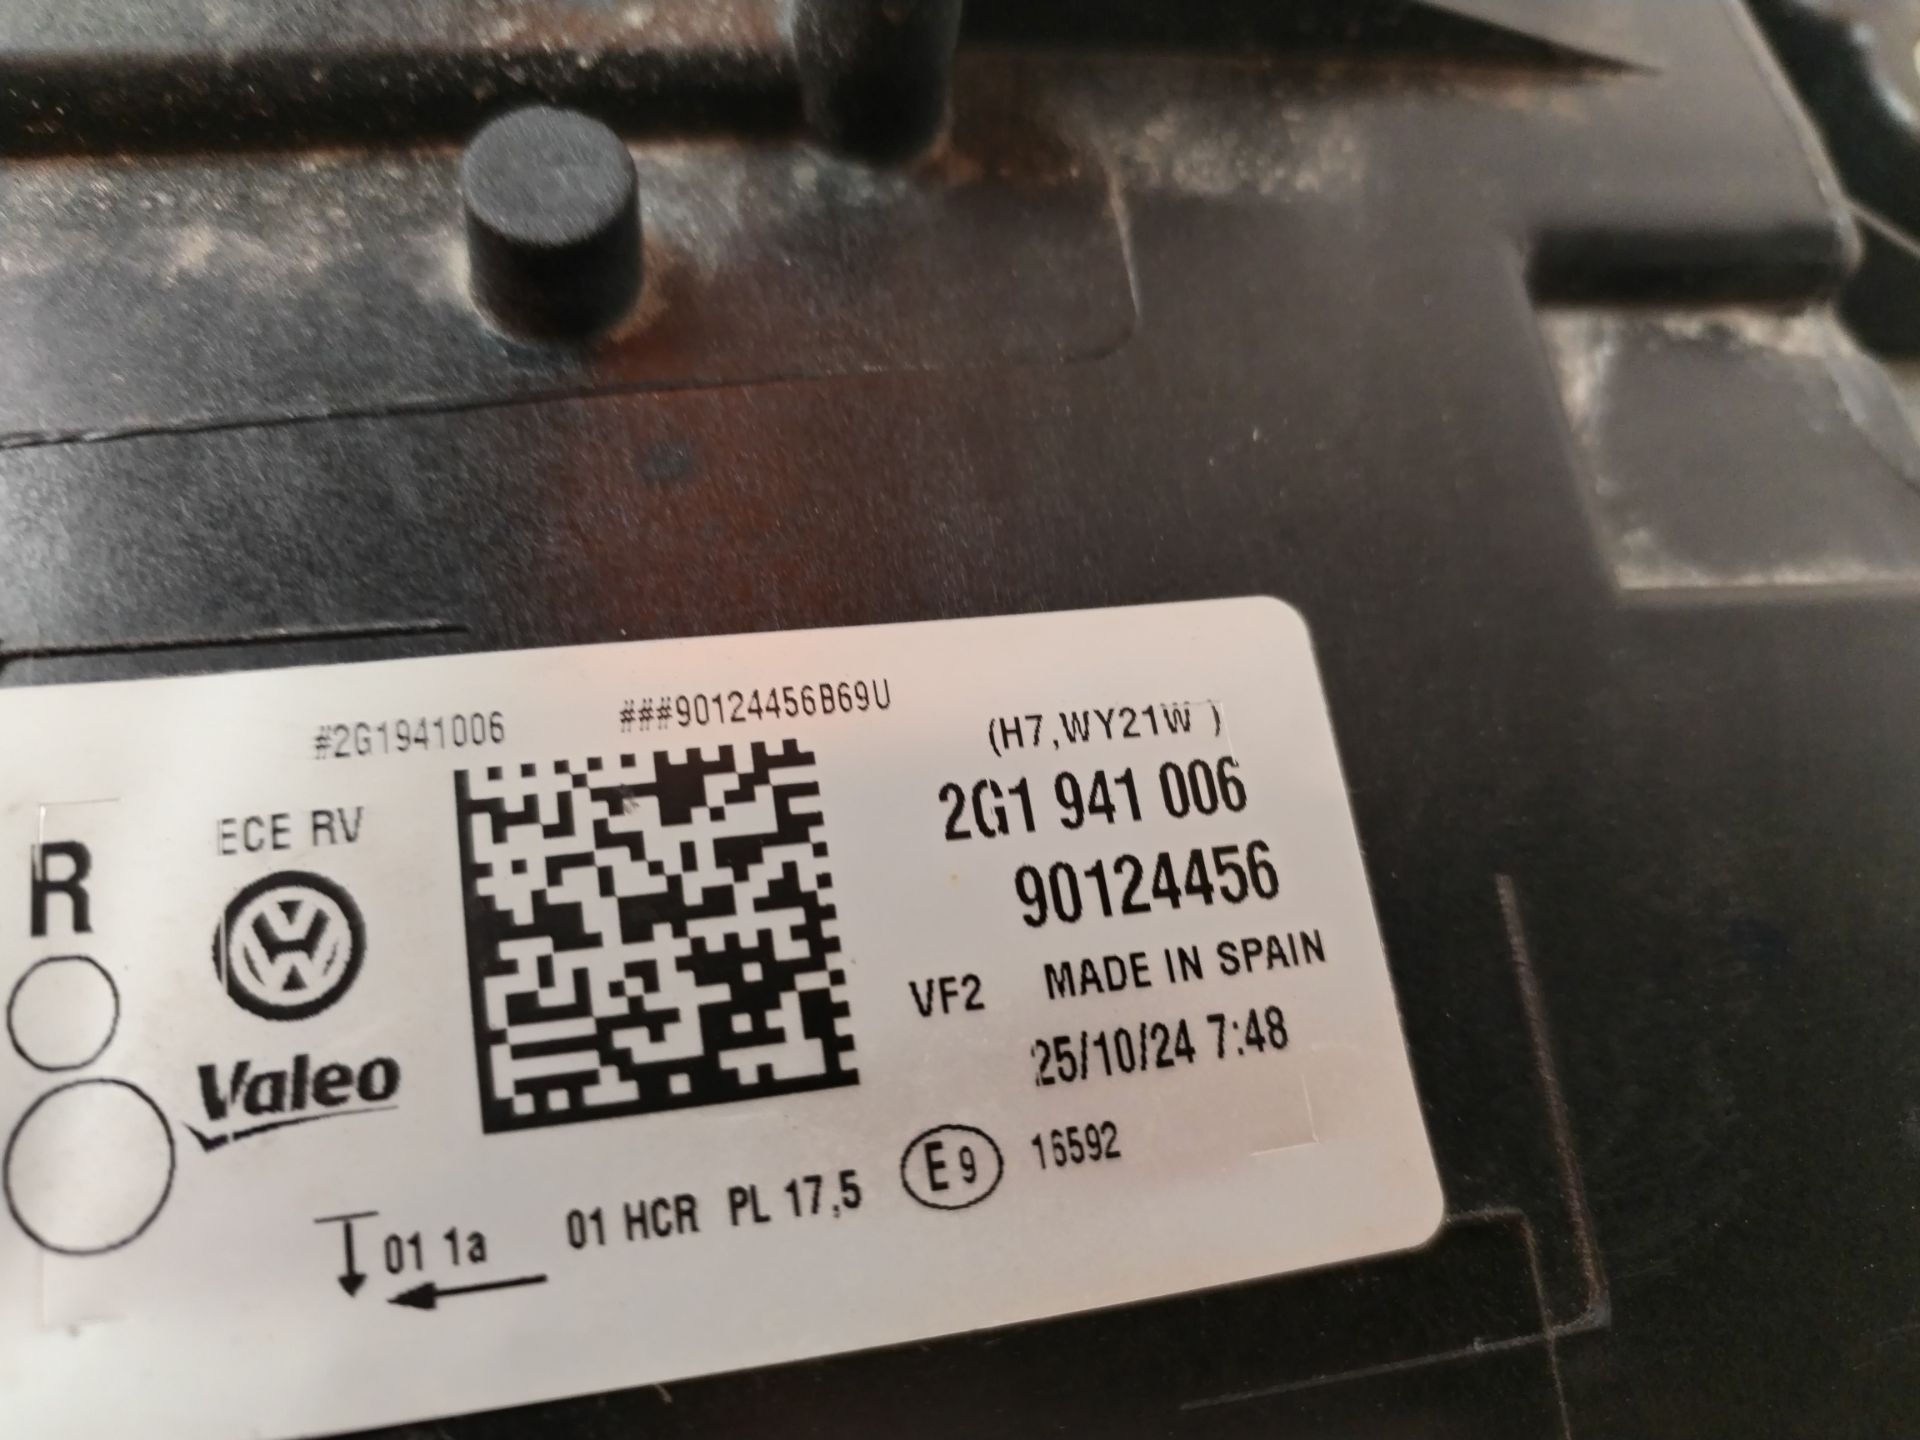 #2G1941006 ###90124456B69U
(H7,WY21W )
2G1 941 006
R
ECE RV
90124456
VF2 MADE IN SPAIN
25/10/24 7:48
Valeo
E9 16592
01 1a 01 HCR PL 17,5